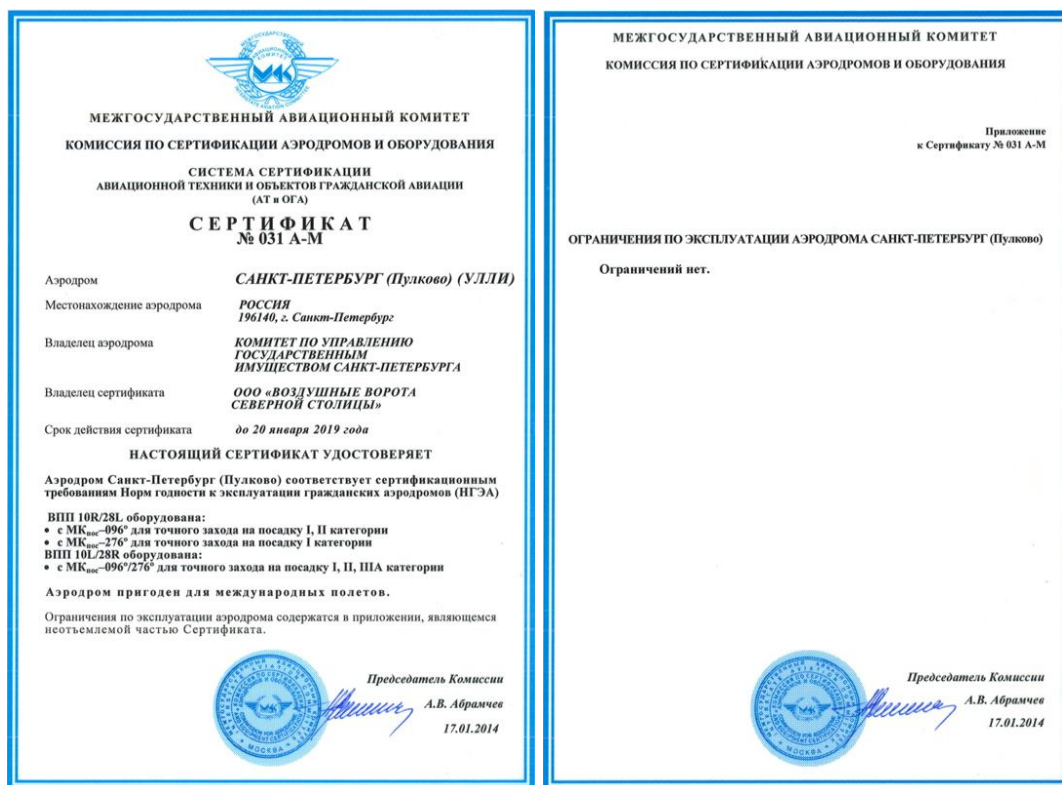 МЕЖГОСУДАРСТВЕННЫЙ АВИАЦИОННЫЙ КОМИТЕТ
КОМИССИЯ ПО СЕРТИФИКАЦИИ АЭРОДРОМОВ И ОБОРУДОВАНИЯ
СИСТЕМА СЕРТИФИКАЦИИ
АВИАЦИОННОЙ ТЕХНИКИ И ОБЪЕКТОВ ГРАЖДАНСКОЙ АВИАЦИИ
(АТ и ОГА)
СЕРТИФИКАТ
№ 031 А-М
Аэродром САНКТ-ПЕТЕРБУРГ (Пулково) (УЛЛИ)
Местонахождение аэродрома РОССИЯ
196140, г. Санкт-Петербург
Владелец аэродрома КОМИТЕТ ПО УПРАВЛЕНИЮ
ГОСУДАРСТВЕННЫМ
ИМУЩЕСТВОМ САНКТ-ПЕТЕРБУРГА
Владелец сертификата ООО «ВОЗДУШНЫЕ ВОРОТА
СЕВЕРНОЙ СТОЛИЦЫ»
Срок действия сертификата до 20 января 2019 года
НАСТОЯЩИЙ СЕРТИФИКАТ УДОСТОВЕРЯЕТ
Аэродром Санкт-Петербург (Пулково) соответствует сертификационным
требованиям Норм годности к эксплуатации гражданских аэродромов (НГЭА)
ВПП 10R/28L оборудована:
• с МКпос–096° для точного захода на посадку I, II категории
• с МКпос–276° для точного захода на посадку I категории
ВПП 10L/28R оборудована:
• с МКпос–096°/276° для точного захода на посадку I, II, IIIA категории
Аэродром пригоден для международных полетов.
Ограничения по эксплуатации аэродрома содержатся в приложении, являющемся
неотъемлемой частью Сертификата.
Председатель Комиссии
А.В. Абрамчев
17.01.2014
МЕЖГОСУДАРСТВЕННЫЙ АВИАЦИОННЫЙ КОМИТЕТ
КОМИССИЯ ПО СЕРТИФИКАЦИИ АЭРОДРОМОВ И ОБОРУДОВАНИЯ
Приложение
к Сертификату № 031 А-М
ОГРАНИЧЕНИЯ ПО ЭКСПЛУАТАЦИИ АЭРОДРОМА САНКТ-ПЕТЕРБУРГ (Пулково)
Ограничений нет.
Председатель Комиссии
А.В. Абрамчев
17.01.2014